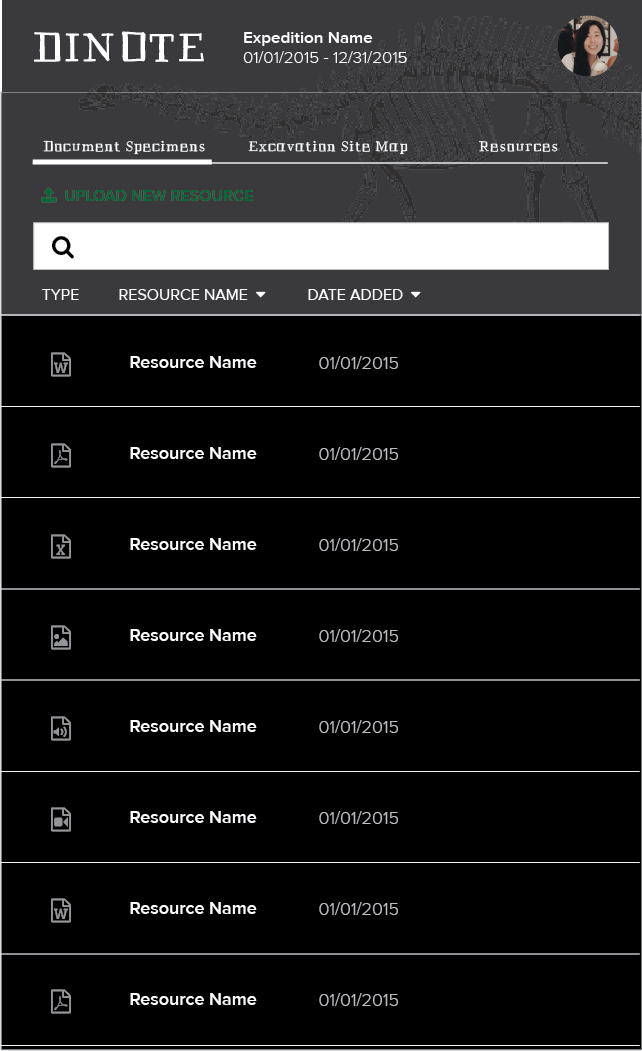 DINOTE
Expedition Name
01/01/2015 - 12/31/2015
Document Specimens Excavation Site Map Resources
UPLOAD NEW RESOURCE
TYPE RESOURCE NAME DATE ADDED
W Resource Name 01/01/2015
Resource Name 01/01/2015
X Resource Name 01/01/2015
Resource Name 01/01/2015
Resource Name 01/01/2015
Resource Name 01/01/2015
W Resource Name 01/01/2015
Resource Name 01/01/2015